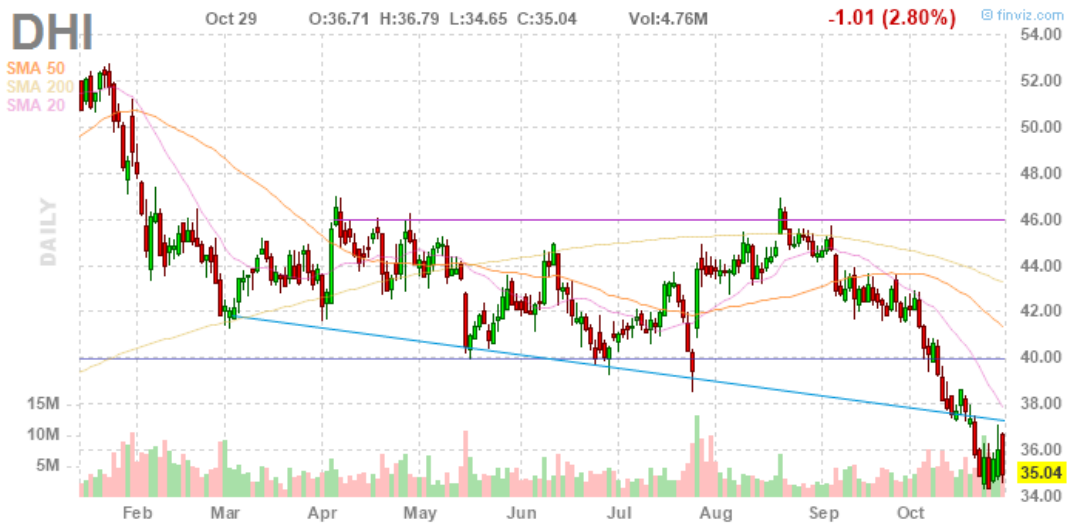 DHI Oct 29 O:36.71 H:36.79 L:34.65 C:35.04 Vol:4.76M -1.01 (2.80%) © finviz.com
SMA 50
SMA 200
SMA 20
DAILY
54.00
52.00
50.00
48.00
46.00
44.00
42.00
40.00
38.00
36.00
35.04
34.00
15M
10M
5M
Feb Mar Apr May Jun Jul Aug Sep Oct